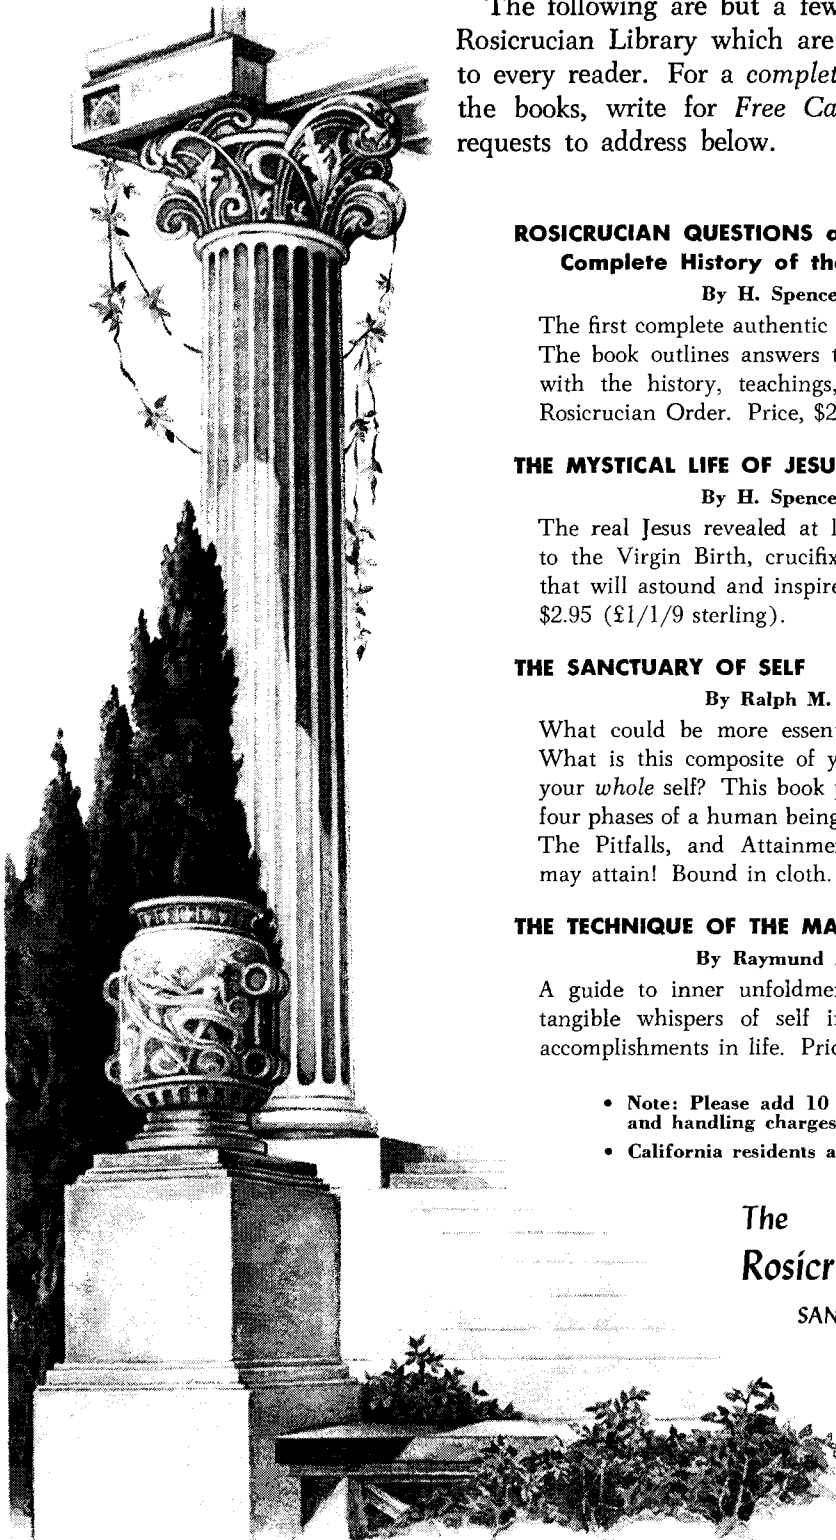 The following are but a few
Rosicrucian Library which are
to every reader. For a complet
the books, write for Free Ca
requests to address below.
ROSICRUCIAN QUESTIONS a
Complete History of the
By H. Spence
The first complete authentic
The book outlines answers t
with the history, teachings,
Rosicrucian Order. Price, $2
THE MYSTICAL LIFE OF JESU
By H. Spence
The real Jesus revealed at l
to the Virgin Birth, crucifix
that will astound and inspire
$2.95 (£1/1/9 sterling).
THE SANCTUARY OF SELF
By Ralph M.
What could be more essen
What is this composite of y
your whole self? This book
four phases of a human being
The Pitfalls, and Attainme
may attain! Bound in cloth.
THE TECHNIQUE OF THE MA
By Raymund
A guide to inner unfoldme
tangible whispers of self i
accomplishments in life. Pric
• Note: Please add 10
and handling charges
• California residents a
The
Rosicr
SAN